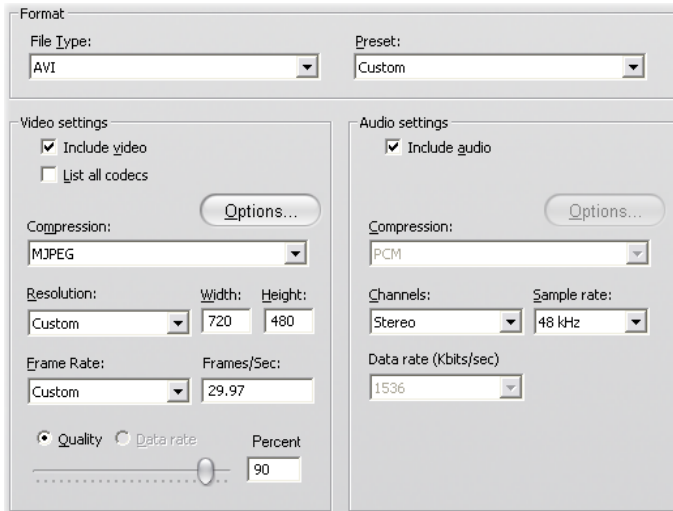 Format
File Type: Preset:
AVI Custom
Video settings
Include video
List all codecs
Options...
Compression:
MJPEG
Resolution: Width: Height:
Custom 720 480
Frame Rate: Frames/Sec:
Custom 29.97
Quality Data rate Percent
90
Audio settings
Include audio
Options...
Compression:
PCM
Channels: Sample rate:
Stereo 48 kHz
Data rate (Kbits/sec)
1536